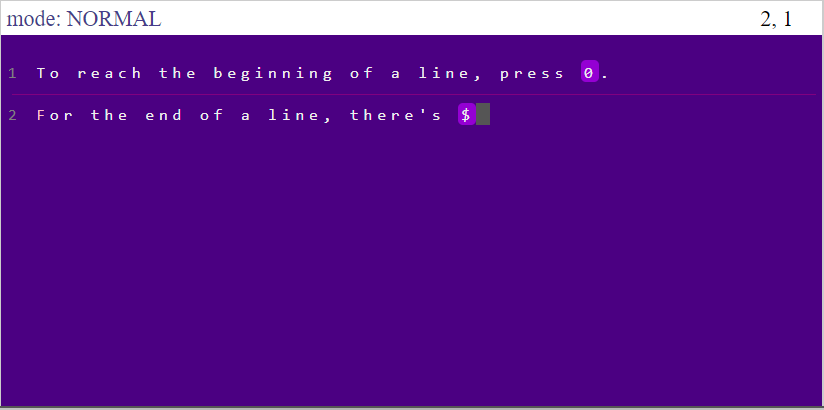 mode: NORMAL 2, 1
1 To reach the beginning of a line, press 0.
2 For the end of a line, there's $